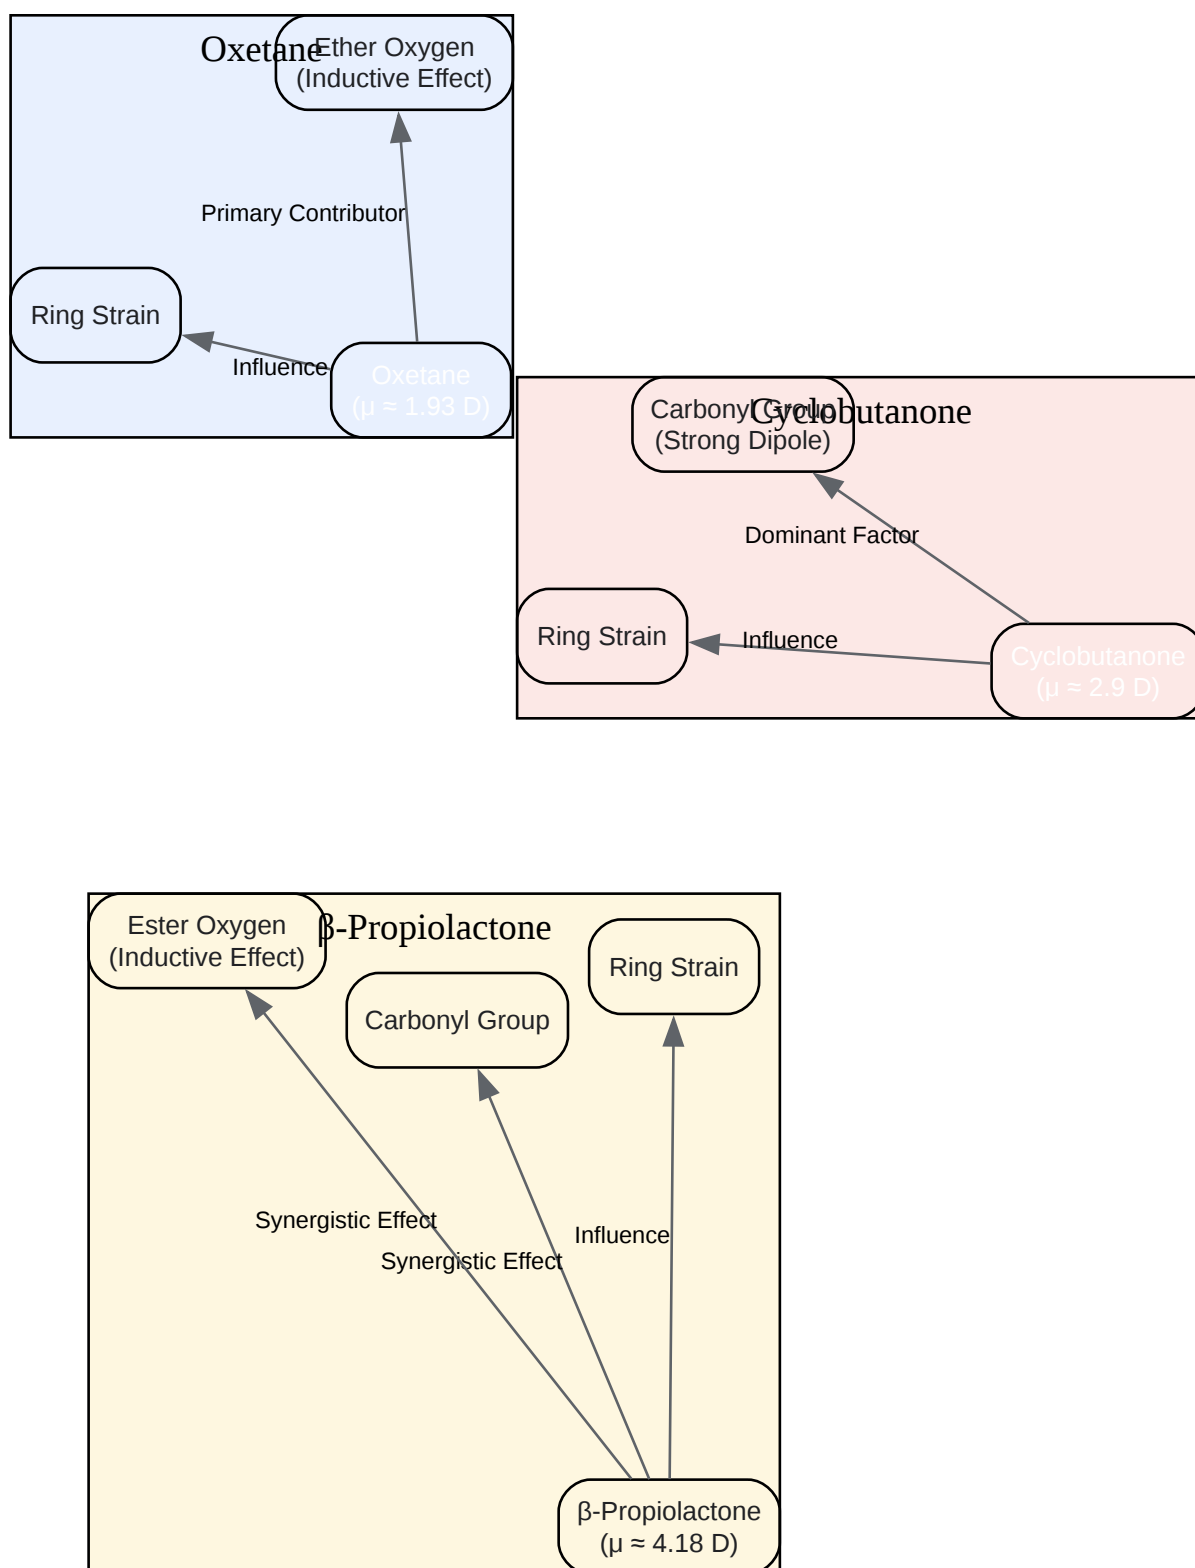 Oxetane
Ether Oxygen
(Inductive Effect)
Primary Contributor
Ring Strain
Influence
Oxetane
(μ ≈ 1.93 D)
Cyclobutanone
Carbonyl Group
(Strong Dipole)
Dominant Factor
Ring Strain
Influence
Cyclobutanone
(μ ≈ 2.9 D)
β-Propiolactone
Ester Oxygen
(Inductive Effect)
Ring Strain
Carbonyl Group
Synergistic Effect
Influence
Synergistic Effect
β-Propiolactone
(μ ≈ 4.18 D)